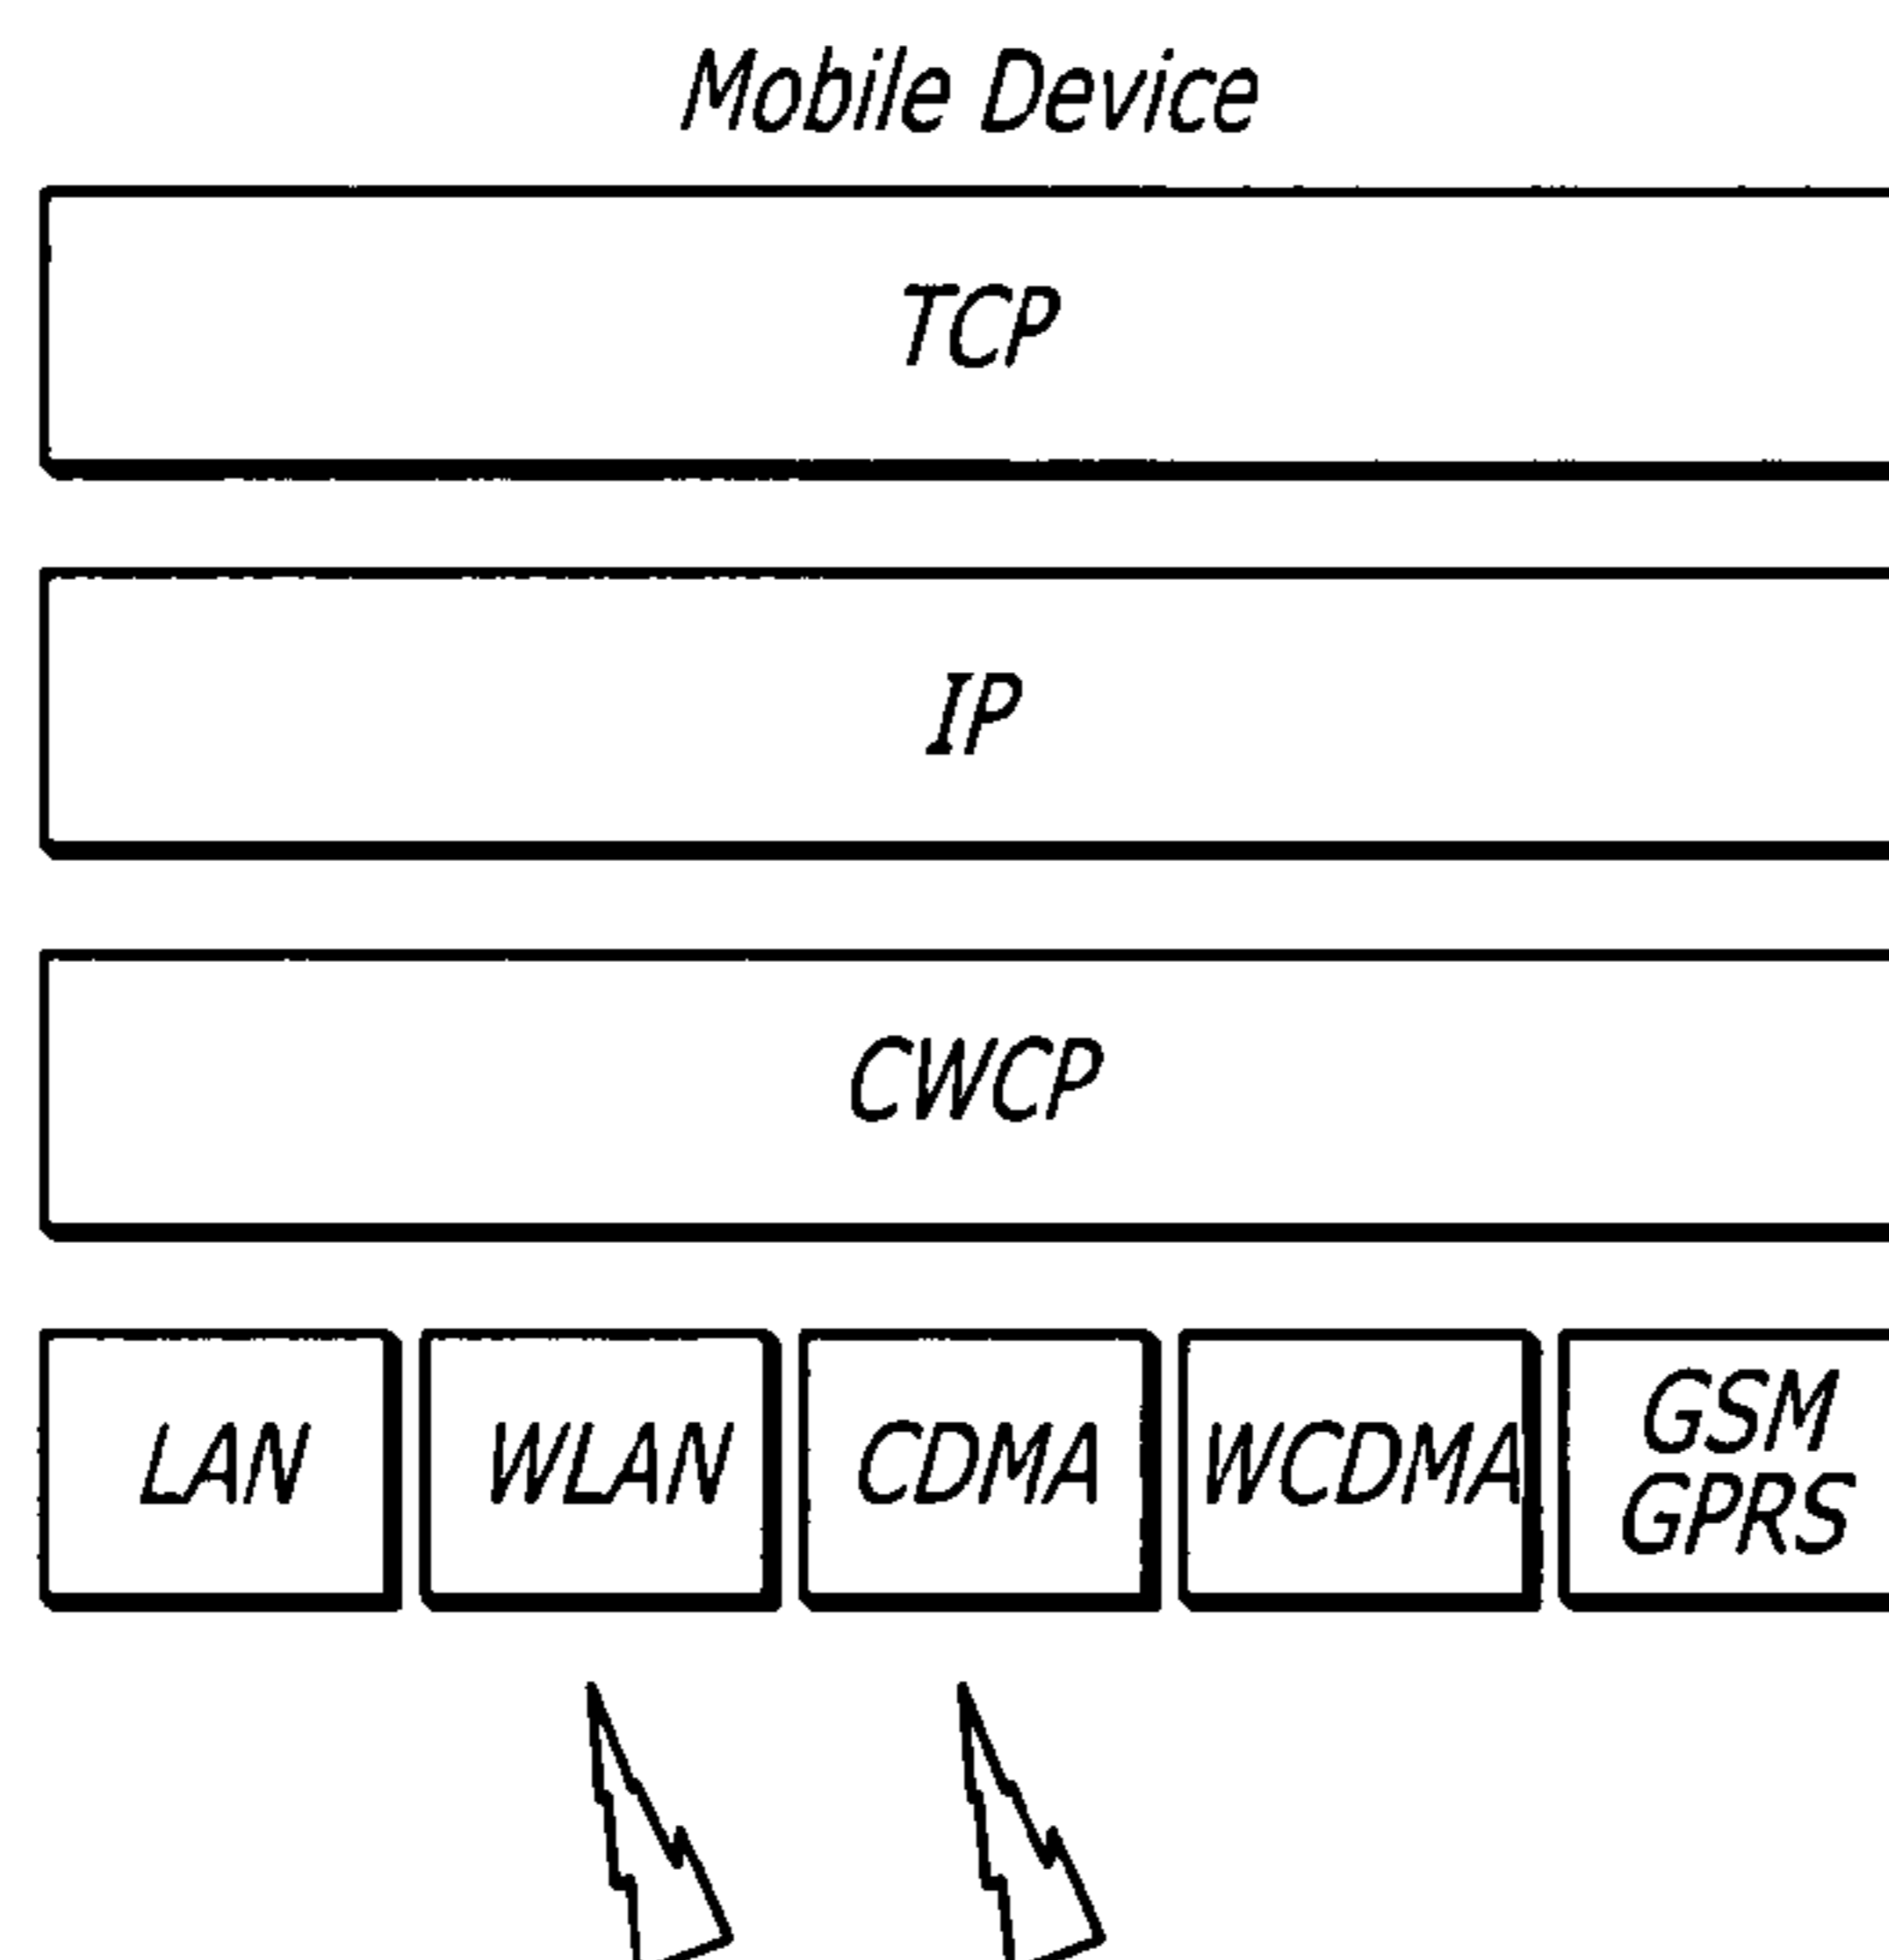 Mobile Device
TCP
IP
CWCP
LAN
WLAN
CDMA
WCDMA
GSM
GPRS